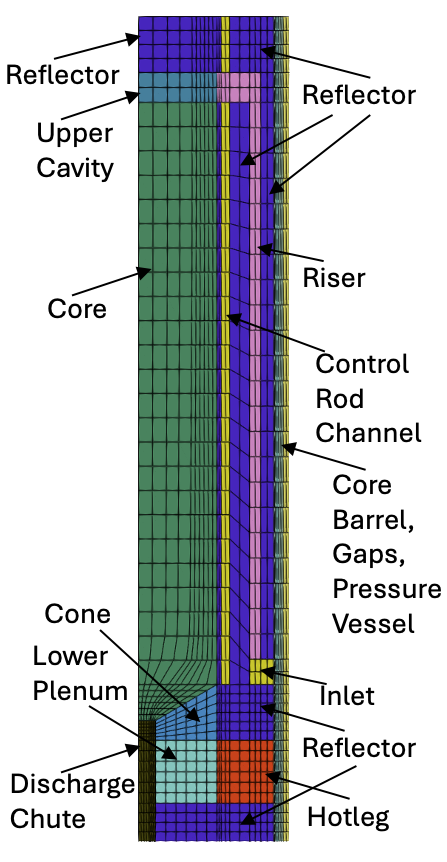 Reflector
Reflector
Upper
Cavity
Riser
Core
Control
Rod
Channel
Core
Barrel,
Gaps,
Pressure
Vessel
Cone
Lower
Plenum
Inlet
Reflector
Discharge
Chute
Hotleg